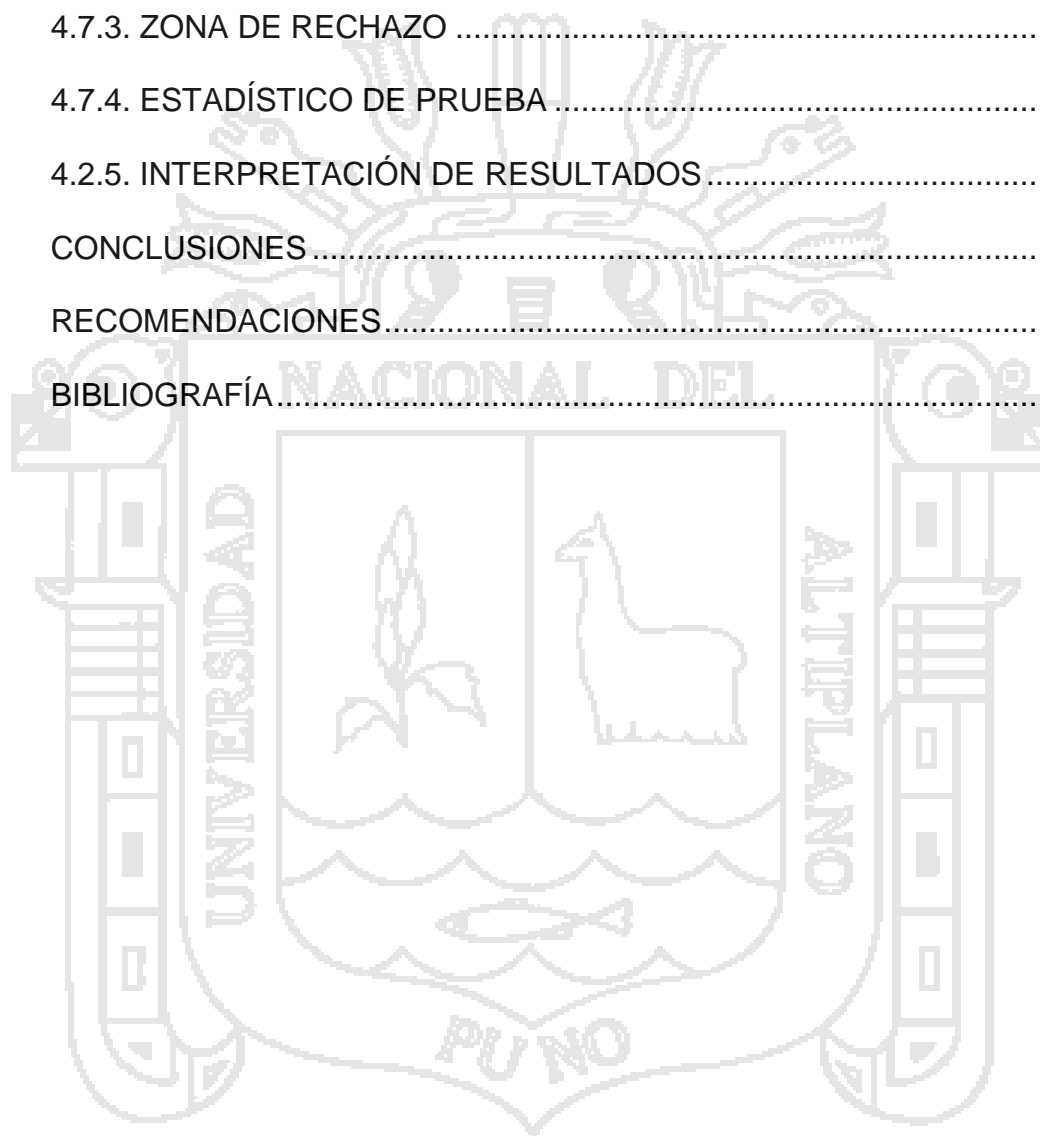 4.7.3. ZONA DE RECHAZO ....................................................................
4.7.4. ESTADÍSTICO DE PRUEBA ........................................................
4.2.5. INTERPRETACIÓN DE RESULTADOS ......................................
CONCLUSIONES ....................................................................................
RECOMENDACIONES............................................................................
BIBLIOGRAFÍA........................................................................................
NACIONAL DEL
UNIVERSIDAD
ALTIPLANO
PUNO